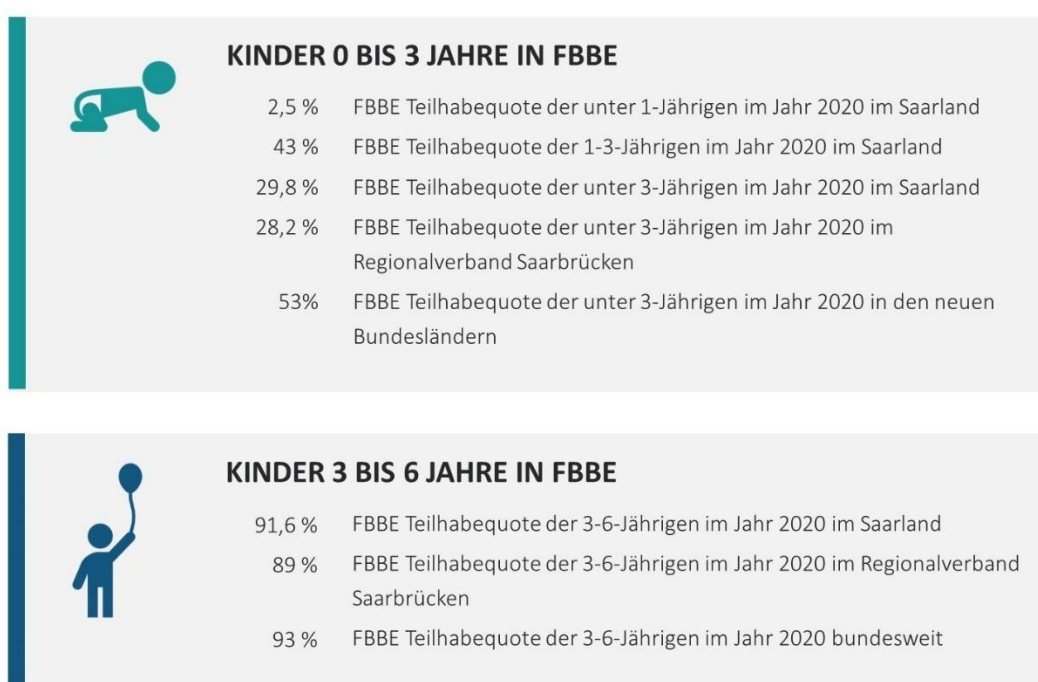 KINDER 0 BIS 3 JAHRE IN FBBE
2,5 % FBBE Teilhabequote der unter 1-Jährigen im Jahr 2020 im Saarland
43 % FBBE Teilhabequote der 1-3-Jährigen im Jahr 2020 im Saarland
29,8 % FBBE Teilhabequote der unter 3-Jährigen im Jahr 2020 im Saarland
28,2 % FBBE Teilhabequote der unter 3-Jährigen im Jahr 2020 im
Regionalverband Saarbrücken
53% FBBE Teilhabequote der unter 3-Jährigen im Jahr 2020 in den neuen
Bundesländern
KINDER 3 BIS 6 JAHRE IN FBBE
91,6 % FBBE Teilhabequote der 3-6-Jährigen im Jahr 2020 im Saarland
89 % FBBE Teilhabequote der 3-6-Jährigen im Jahr 2020 im Regionalverband
Saarbrücken
93 % FBBE Teilhabequote der 3-6-Jährigen im Jahr 2020 bundesweit